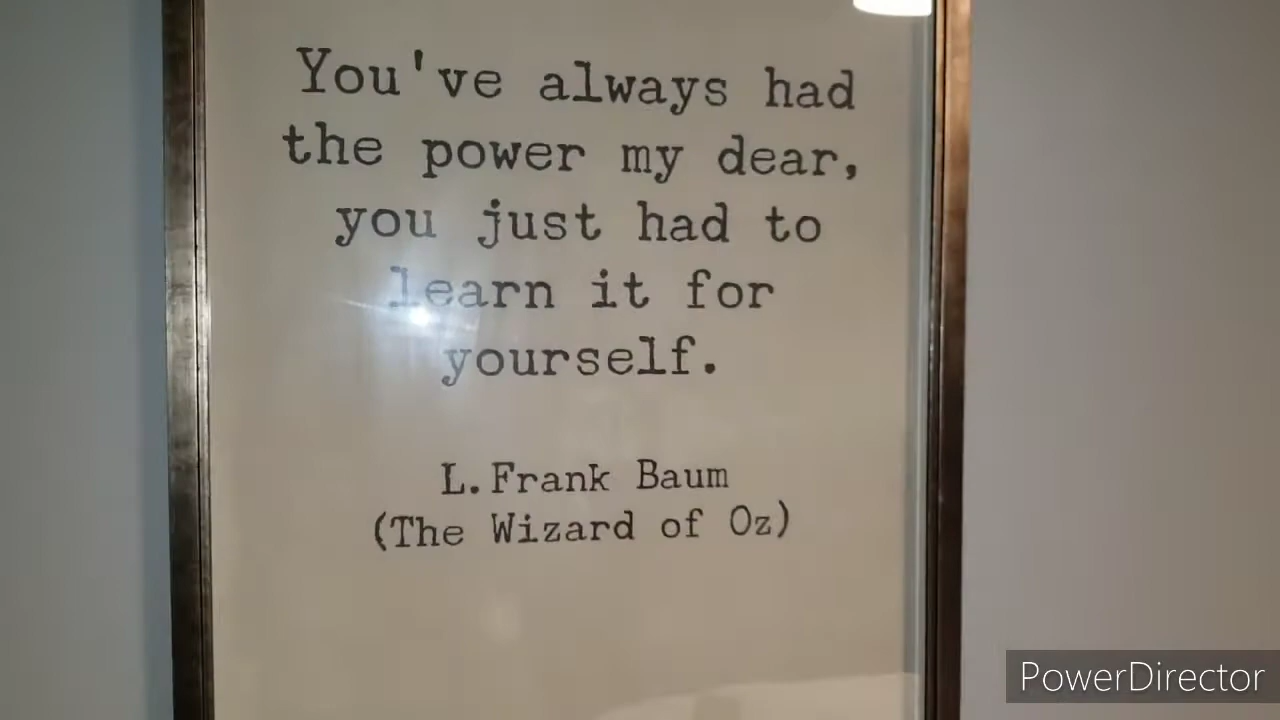 You've always had
the power my dear,
you just had to
learn it for
yourself.
L.Frank Baum
(The Wizard of Oz)
PowerDirector